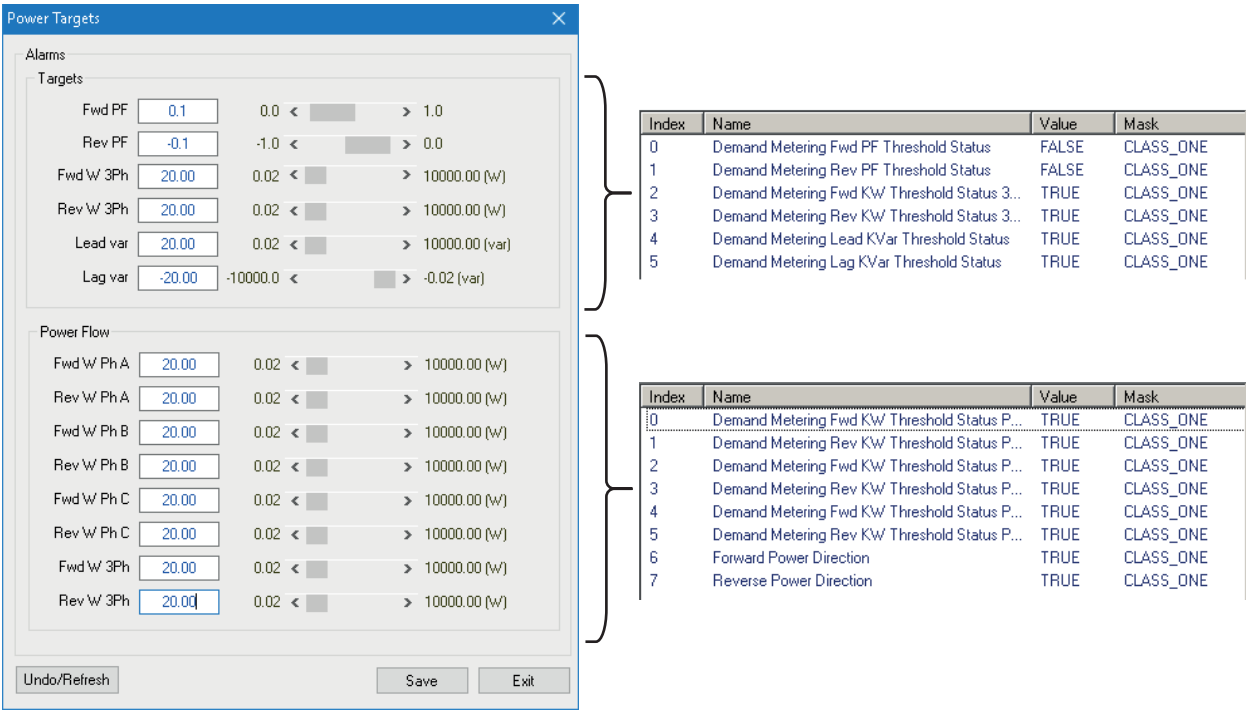 Power Targets
Alarms
Targets
Fwd PF 0.1 0.0 < > 1.0
Rev PF -0.1 -1.0 < > 0.0
Fwd W 3Ph 20.00 0.02 < > 10000.00 (W)
Rev W 3Ph 20.00 0.02 < > 10000.00 (W)
Lead var 20.00 0.02 < > 10000.00 (var)
Lag var -20.00 -10000.0 < > -0.02 (var)
Power Flow
Fwd W Ph A 20.00 0.02 < > 10000.00 (W)
Rev W Ph A 20.00 0.02 < > 10000.00 (W)
Fwd W Ph B 20.00 0.02 < > 10000.00 (W)
Rev W Ph B 20.00 0.02 < > 10000.00 (W)
Fwd W Ph C 20.00 0.02 < > 10000.00 (W)
Rev W Ph C 20.00 0.02 < > 10000.00 (W)
Fwd W 3Ph 20.00 0.02 < > 10000.00 (W)
Rev W 3Ph 20.00 0.02 < > 10000.00 (W)
Undo/Refresh Save Exit
Index Name Value Mask
0 Demand Metering Fwd PF Threshold Status FALSE CLASS_ONE
1 Demand Metering Rev PF Threshold Status FALSE CLASS_ONE
2 Demand Metering Fwd KW Threshold Status 3... TRUE CLASS_ONE
3 Demand Metering Rev KW Threshold Status 3... TRUE CLASS_ONE
4 Demand Metering Lead KVar Threshold Status TRUE CLASS_ONE
5 Demand Metering Lag KVar Threshold Status TRUE CLASS_ONE
Index Name Value Mask
0 Demand Metering Fwd KW Threshold Status P... TRUE CLASS_ONE
1 Demand Metering Rev KW Threshold Status P... TRUE CLASS_ONE
2 Demand Metering Fwd KW Threshold Status P... TRUE CLASS_ONE
3 Demand Metering Rev KW Threshold Status P... TRUE CLASS_ONE
4 Demand Metering Fwd KW Threshold Status P... TRUE CLASS_ONE
5 Demand Metering Rev KW Threshold Status P... TRUE CLASS_ONE
6 Forward Power Direction TRUE CLASS_ONE
7 Reverse Power Direction TRUE CLASS_ONE